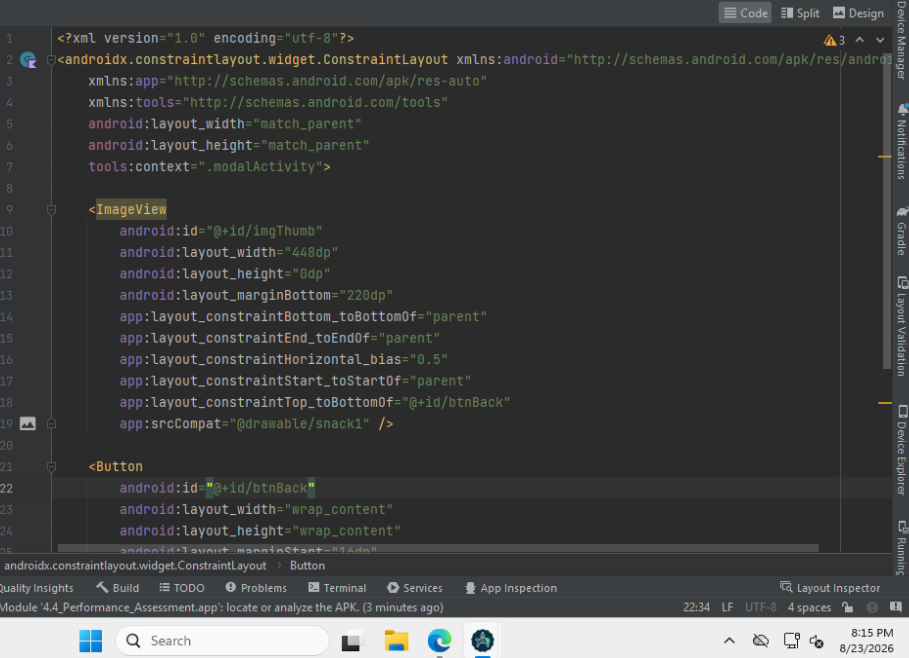 Code Split Design
1 <?xml version="1.0" encoding="utf-8"?>
3
2 <androidx.constraintlayout.widget.ConstraintLayout xmlns:android="http://schemas.android.com/apk/res/andro
3 xmlns:app="http://schemas.android.com/apk/res-auto"
4 xmlns:tools="http://schemas.android.com/tools"
5 android:layout_width="match_parent"
6 android:layout_height="match_parent"
7 tools:context=".modalActivity">
8
9 <ImageView
10 android:id="@+id/imgThumb"
11 android:layout_width="448dp"
12 android:layout_height="0dp"
13 android:layout_marginBottom="220dp"
14 app:layout_constraintBottom_toBottomOf="parent"
15 app:layout_constraintEnd_toEndOf="parent"
16 app:layout_constraintHorizontal_bias="0.5"
17 app:layout_constraintStart_toStartOf="parent"
18 app:layout_constraintTop_toBottomOf="@+id/btnBack"
19 app:srcCompat="@drawable/snack1" />
20
21 <Button
22 android:id="@+id/btnBack"
23 android:layout_width="wrap_content"
24 android:layout_height="wrap_content"
25 android:layout_marginStart="16dp"
Device Manager
Notifications
Gradle
Layout Validation
Device Explorer
Running
androidx.constraintlayout.widget.ConstraintLayout › Button
Quality Insights Build TODO Problems Terminal Services App Inspection Layout Inspector
Module '4.4_Performance_Assessment.app': locate or analyze the APK. (3 minutes ago) 22:34 LF UTF-8 4 spaces
Search
8:15 PM
8/23/2026